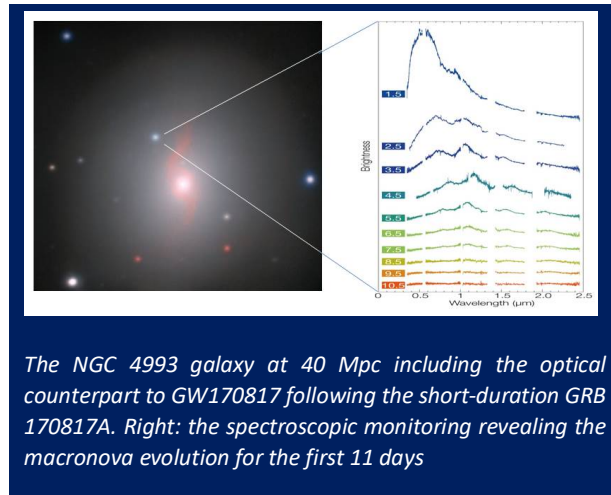 1.5
2.5
3.5
4.5
5.5
6.5
7.5
8.5
9.5
10.5
Brightness
0 0.5 1.0 1.5 2.0 2.5
Wavelength (μm)
The NGC 4993 galaxy at 40 Mpc including the optical
counterpart to GW170817 following the short-duration GRB
170817A. Right: the spectroscopic monitoring revealing the
macronova evolution for the first 11 days